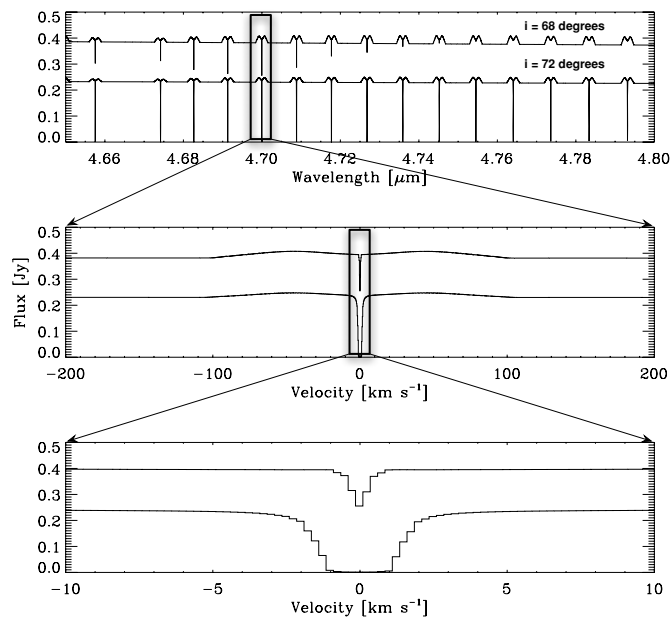 0.5
i = 68 degrees
0.4
0.3
i = 72 degrees
0.2
0.1
0.0
4.66 4.68 4.70 4.72 4.74 4.76 4.78 4.80
Wavelength [μm]
0.5
0.4
0.3
0.2
0.1
0.0
Flux [Jy]
-200 -100 0 100 200
Velocity [km s⁻¹]
0.5
0.4
0.3
0.2
0.1
0.0
-10 -5 0 5 10
Velocity [km s⁻¹]